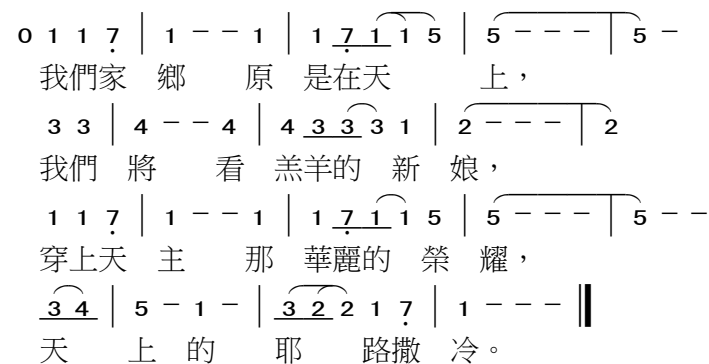 0 1 1 7̣ | 1 － － 1 | 1 7̣ 1 1 5 | 5 － － － | 5 －
我們家 鄉 原 是在天 上，
3 3 | 4 － － 4 | 4 3 3 3 1 | 2 － － － | 2
我們 將 看 羔羊的 新 娘，
1 1 7̣ | 1 － － 1 | 1 7̣ 1 1 5 | 5 － － － | 5 － －
穿上天 主 那 華麗的 榮 耀，
3 4 | 5 － 1 － | 3 2 2 1 7̣ | 1 － － － ‖
天 上 的 耶 路撒 冷。